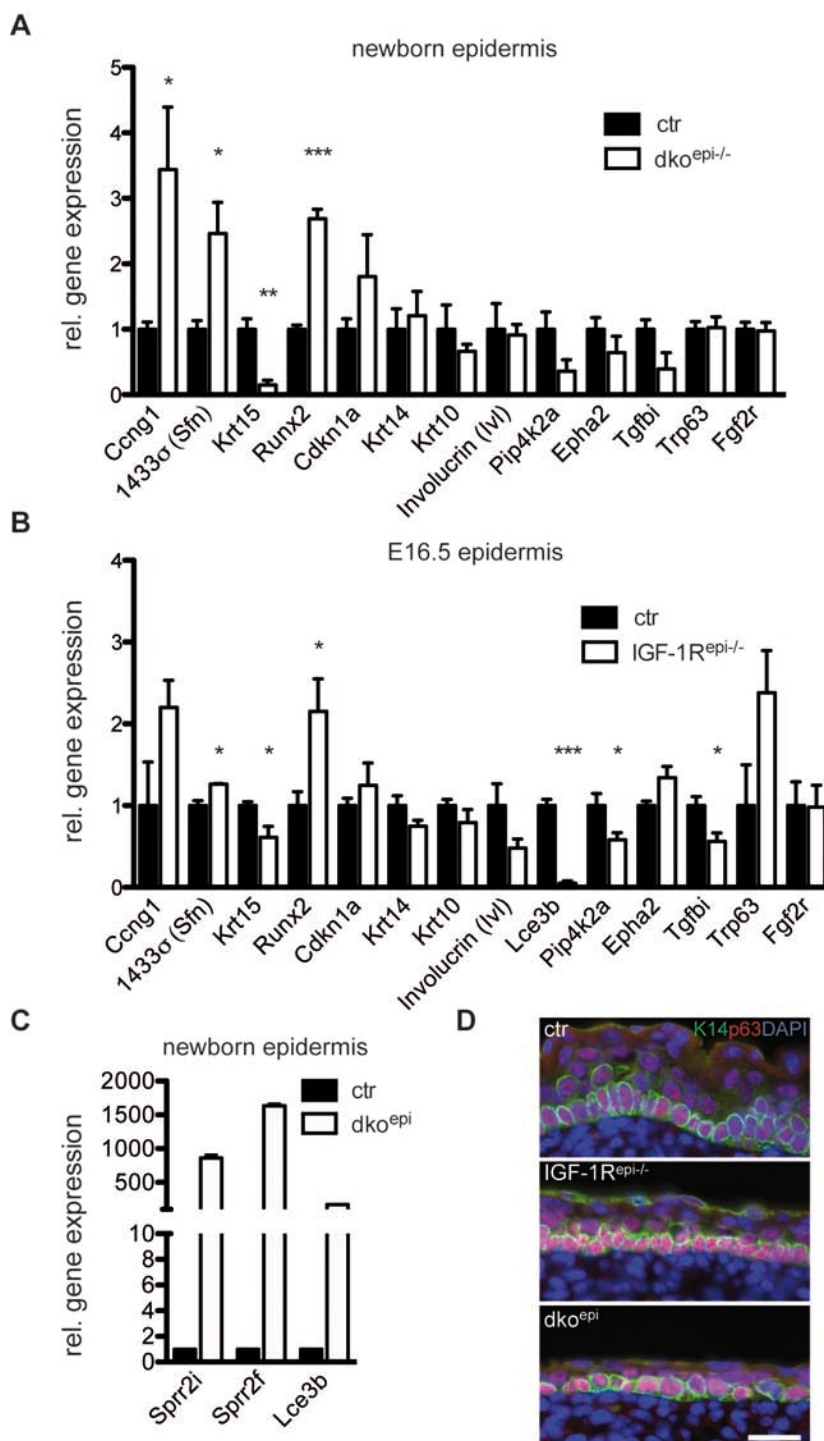 A
newborn epidermis
rel. gene expression
5
4
3
2
1
0
* * ** ***
ctr
dko^epi-/-
Ccng1
1433σ (Sfn)
Krt15
Runx2
Cdkn1a
Krt14
Krt10
Involucrin (Ivl)
Pip4k2a
Epha2
Tgfbi
Trp63
Fgf2r
B
E16.5 epidermis
rel. gene expression
4
3
2
1
0
* * * *** * *
ctr
IGF-1R^epi-/-
Ccng1
1433σ (Sfn)
Krt15
Runx2
Cdkn1a
Krt14
Krt10
Involucrin (Ivl)
Lce3b
Pip4k2a
Epha2
Tgfbi
Trp63
Fgf2r
C
newborn epidermis
rel. gene expression
2000
1500
1000
500
10
8
6
4
2
0
ctr
dko^epi
Sprr2i
Sprr2f
Lce3b
D
ctr
K14p63DAPI
IGF-1R^epi-/-
dko^epi